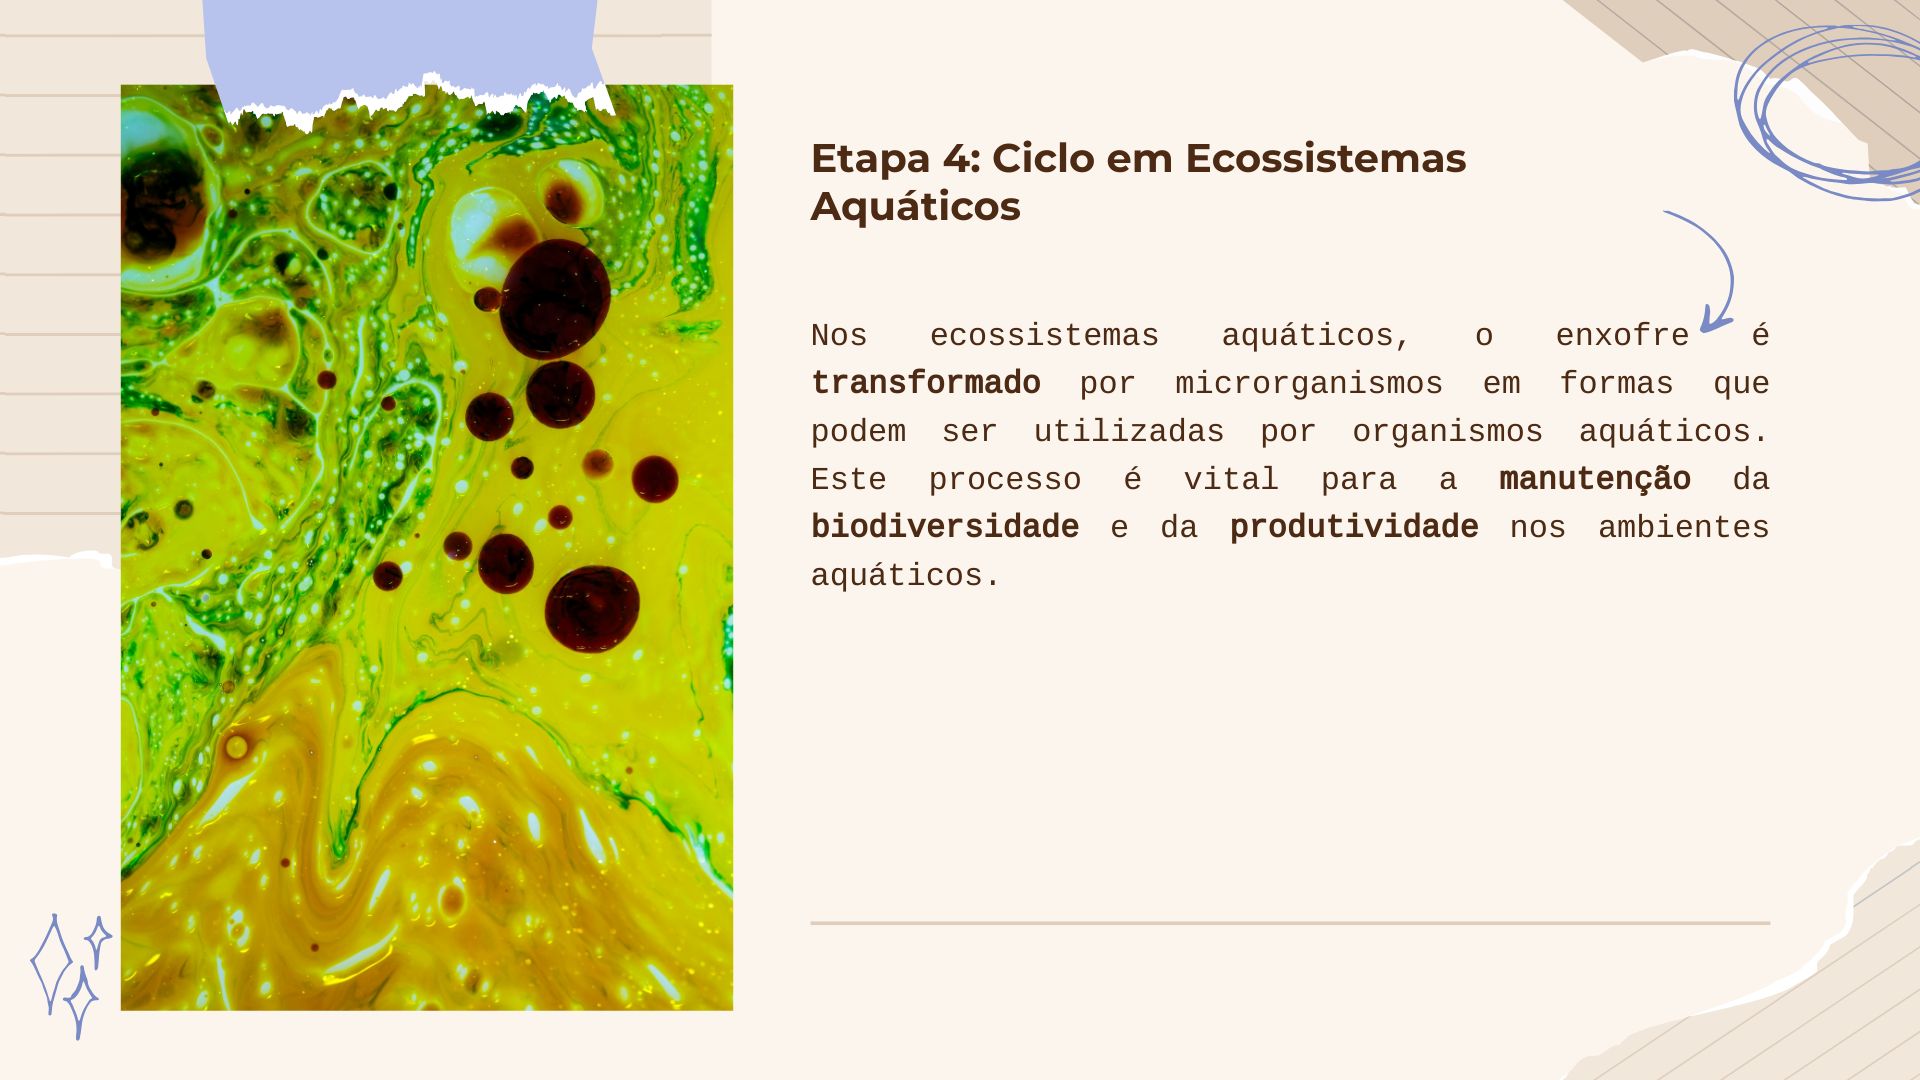 Etapa 4: Ciclo em Ecossistemas
Aquáticos
Nos ecossistemas aquáticos, o enxofre é
transformado por microrganismos em formas que
podem ser utilizadas por organismos aquáticos.
Este processo é vital para a manutenção da
biodiversidade e da produtividade nos ambientes
aquáticos.